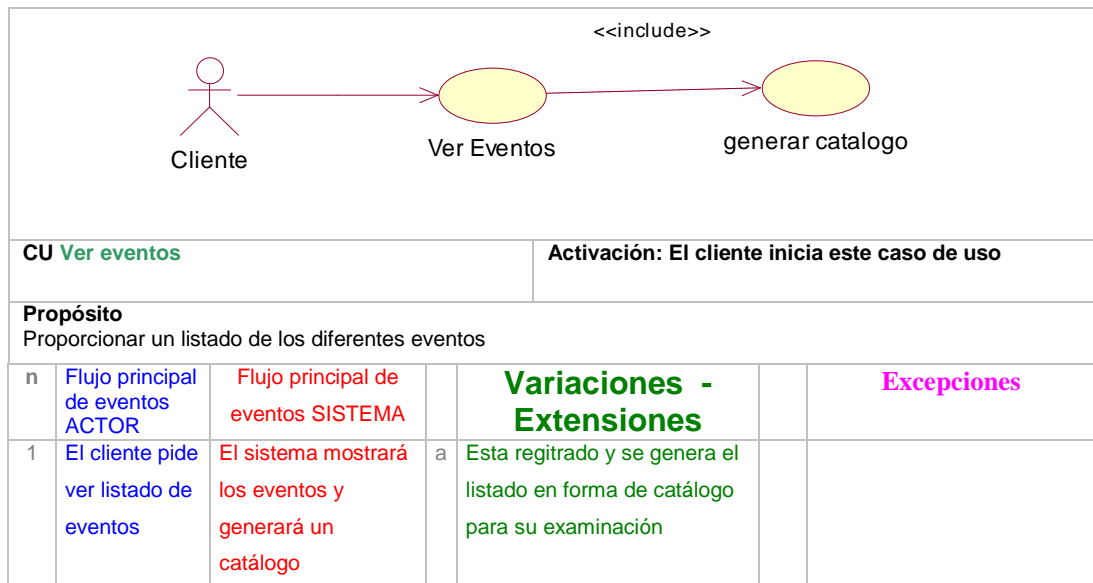 <<include>>
Cliente
Ver Eventos
generar catalogo
CU Ver eventos
Activación: El cliente inicia este caso de uso
Propósito
Proporcionar un listado de los diferentes eventos
n
Flujo principal
de eventos
ACTOR
Flujo principal de
eventos SISTEMA
Variaciones -
Extensiones
Excepciones
1
El cliente pide
ver listado de
eventos
El sistema mostrará
los eventos y
generará un
catálogo
a
Esta regitrado y se genera el
listado en forma de catálogo
para su examinación